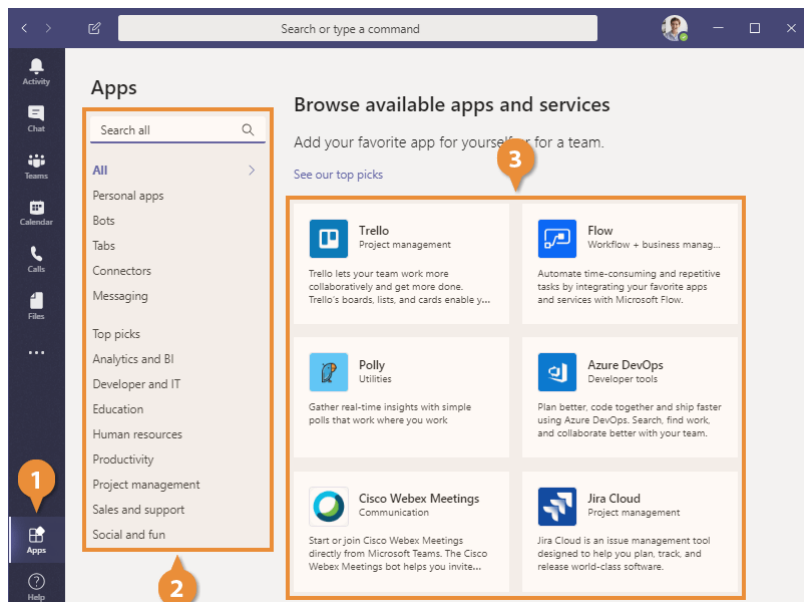 Search or type a command
Activity
Chat
Teams
Calendar
Calls
Files
1
Apps
Help
Apps
Search all
All
Personal apps
Bots
Tabs
Connectors
Messaging
Top picks
Analytics and BI
Developer and IT
Education
Human resources
Productivity
Project management
Sales and support
Social and fun
2
Browse available apps and services
Add your favorite app for yourself or for a team.
3
See our top picks
Trello
Project management
Trello lets your team work more
collaboratively and get more done.
Trello's boards, lists, and cards enable y...
Flow
Workflow + business manag...
Automate time-consuming and repetitive
tasks by integrating your favorite apps
and services with Microsoft Flow.
Polly
Utilities
Gather real-time insights with simple
polls that work where you work
Azure DevOps
Developer tools
Plan better, code together and ship faster
using Azure DevOps. Search, find work,
and collaborate better with your team.
Cisco Webex Meetings
Communication
Start or join Cisco Webex Meetings
directly from Microsoft Teams. The Cisco
Webex Meetings bot helps you invite...
Jira Cloud
Project management
Jira Cloud is an issue management tool
designed to help you plan, track, and
release world-class software.